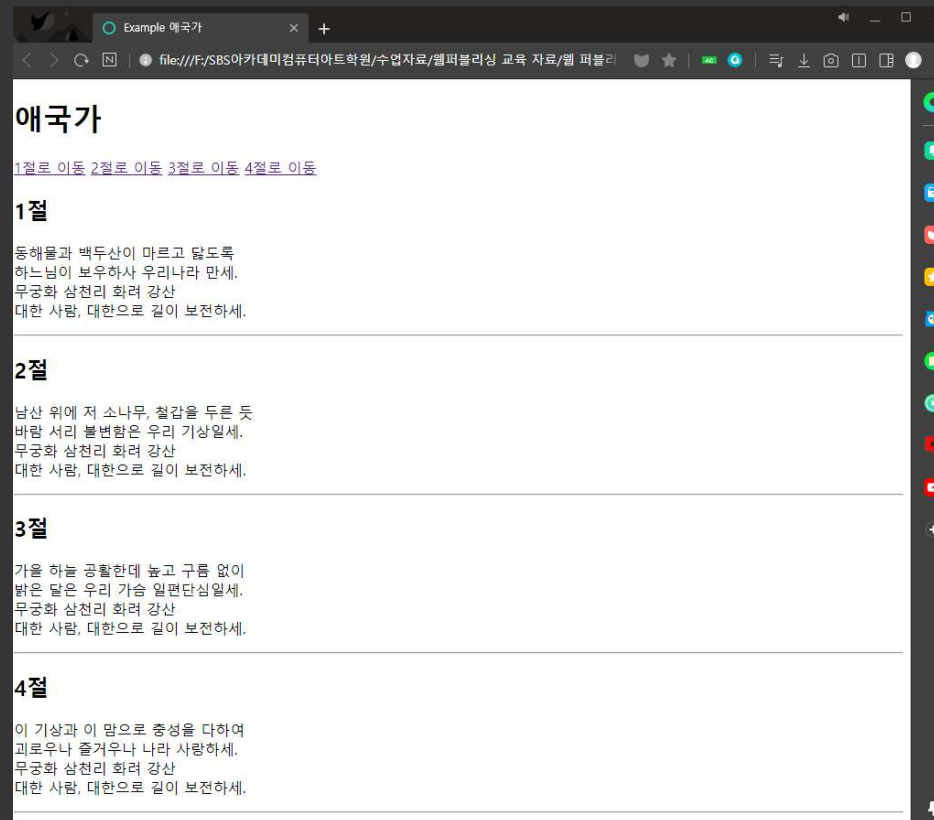 Example 애국가
file:///F:/SBS아카데미컴퓨터아트학원/수업자료/웹퍼블리싱 교육 자료/웹 퍼블리
애국가
1절로 이동 2절로 이동 3절로 이동 4절로 이동
1절
동해물과 백두산이 마르고 닳도록
하느님이 보우하사 우리나라 만세.
무궁화 삼천리 화려 강산
대한 사람, 대한으로 길이 보전하세.
2절
남산 위에 저 소나무, 철갑을 두른 듯
바람 서리 불변함은 우리 기상일세.
무궁화 삼천리 화려 강산
대한 사람, 대한으로 길이 보전하세.
3절
가을 하늘 공활한데 높고 구름 없이
밝은 달은 우리 가슴 일편단심일세.
무궁화 삼천리 화려 강산
대한 사람, 대한으로 길이 보전하세.
4절
이 기상과 이 맘으로 충성을 다하여
괴로우나 즐거우나 나라 사랑하세.
무궁화 삼천리 화려 강산
대한 사람, 대한으로 길이 보전하세.